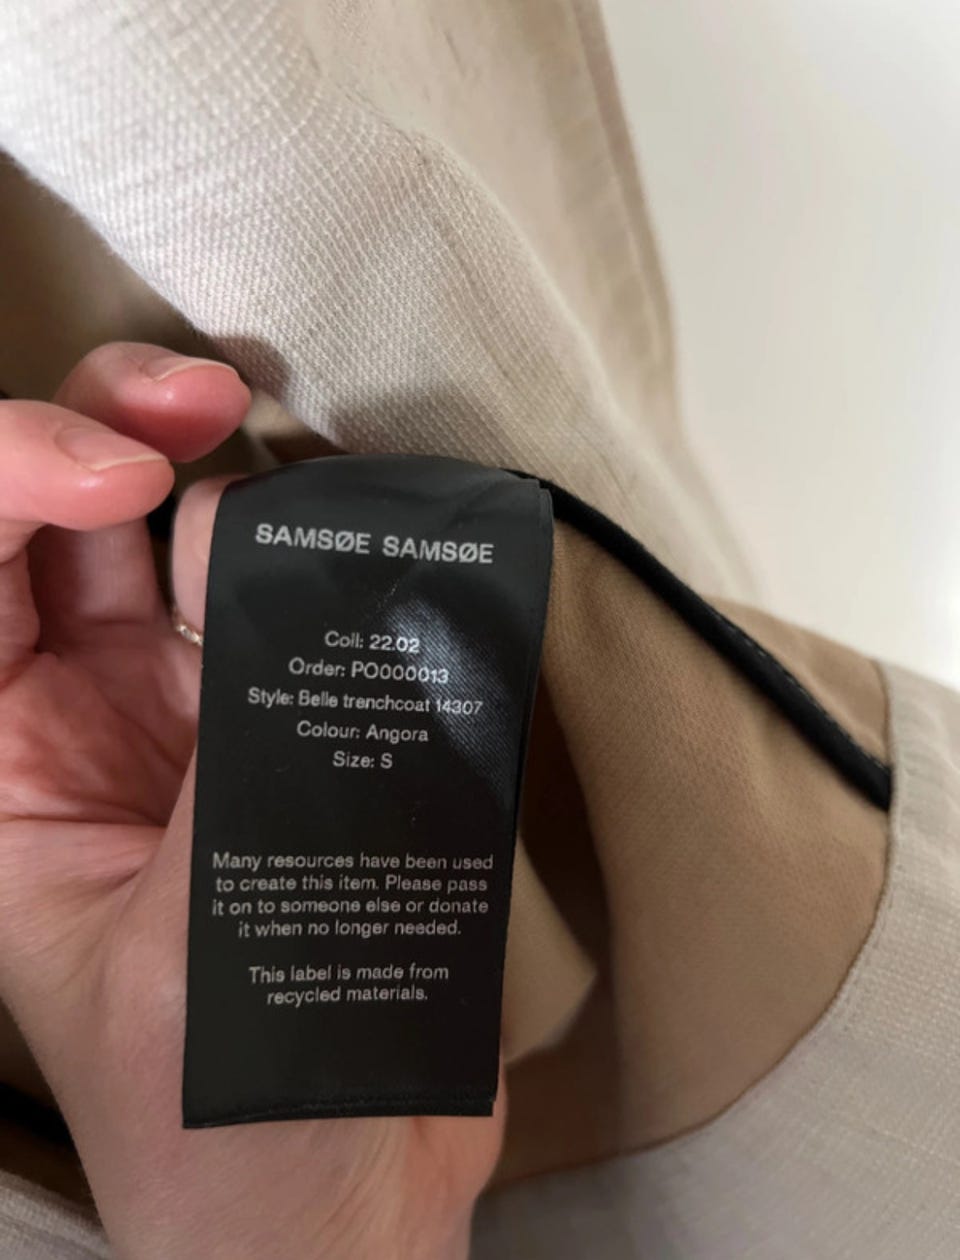 SAMSØE SAMSØE
Coll: 22.02
Order: PO000013
Style: Belle trenchcoat 14307
Colour: Angora
Size: S
Many resources have been used
to create this item. Please pass
it on to someone else or donate
it when no longer needed.
This label is made from
recycled materials.